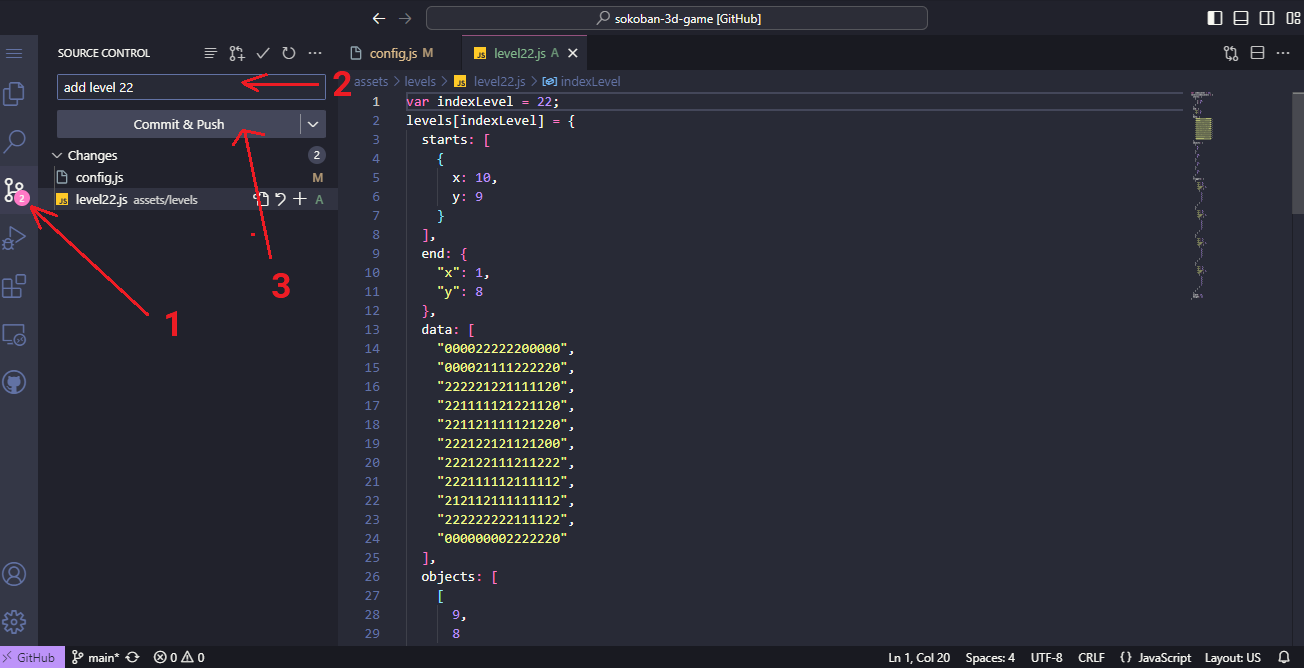 sokoban-3d-game [GitHub]
SOURCE CONTROL
add level 22
Commit & Push
Changes 2
config.js M
JS level22.js assets/levels A
2
1
2
3
config.js M
JS level22.js A
assets > levels > JS level22.js > indexLevel
1 var indexLevel = 22;
2 levels[indexLevel] = {
3 starts: [
4 {
5 x: 10,
6 y: 9
7 }
8 ],
9 end: {
10 "x": 1,
11 "y": 8
12 },
13 data: [
14 "000022222200000",
15 "000021111222220",
16 "222221221111120",
17 "221111121221120",
18 "221121111121220",
19 "222122121121200",
20 "222122111211222",
21 "222111112111112",
22 "212112111111112",
23 "222222222111122",
24 "000000002222220"
25 ],
26 objects: [
27 [
28 9,
29 8
GitHub
main*
0 0
Ln 1, Col 20 Spaces: 4 UTF-8 CRLF {} JavaScript Layout: US